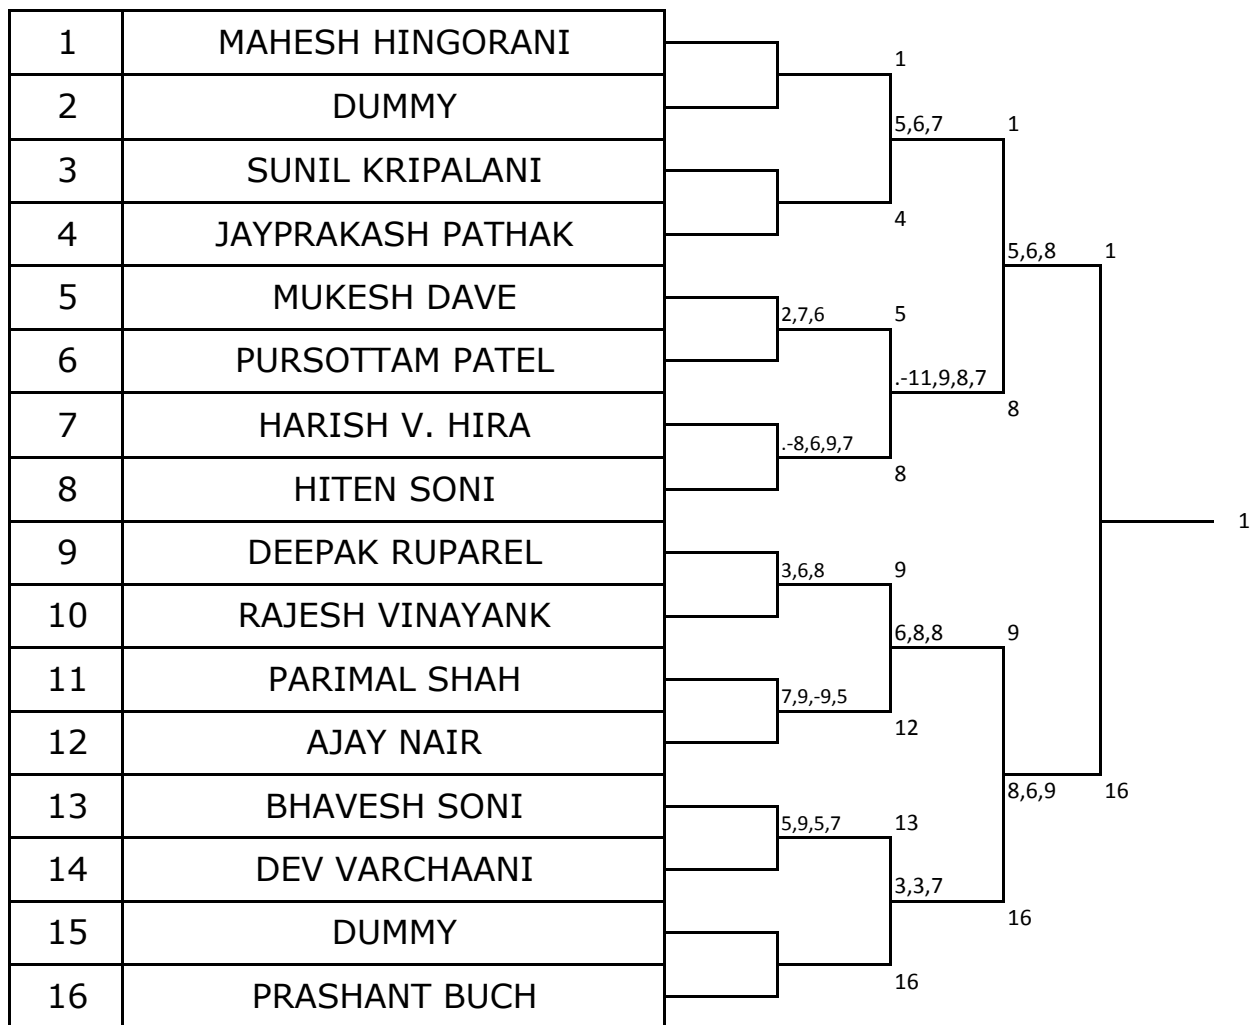 1 MAHESH HINGORANI
1
2 DUMMY
5,6,7 1
3 SUNIL KRIPALANI
4 JAYPRAKASH PATHAK
4
5,6,8 1
5 MUKESH DAVE
2,7,6 5
6 PURSOTTAM PATEL
.-11,9,8,7
8
7 HARISH V. HIRA
.-8,6,9,7
8
8 HITEN SONI
1
9 DEEPAK RUPAREL
3,6,8 9
10 RAJESH VINAYANK
6,8,8 9
11 PARIMAL SHAH
7,9,-9,5
12
12 AJAY NAIR
8,6,9 16
13 BHAVESH SONI
5,9,5,7 13
14 DEV VARCHAANI
3,3,7
16
15 DUMMY
16
16 PRASHANT BUCH